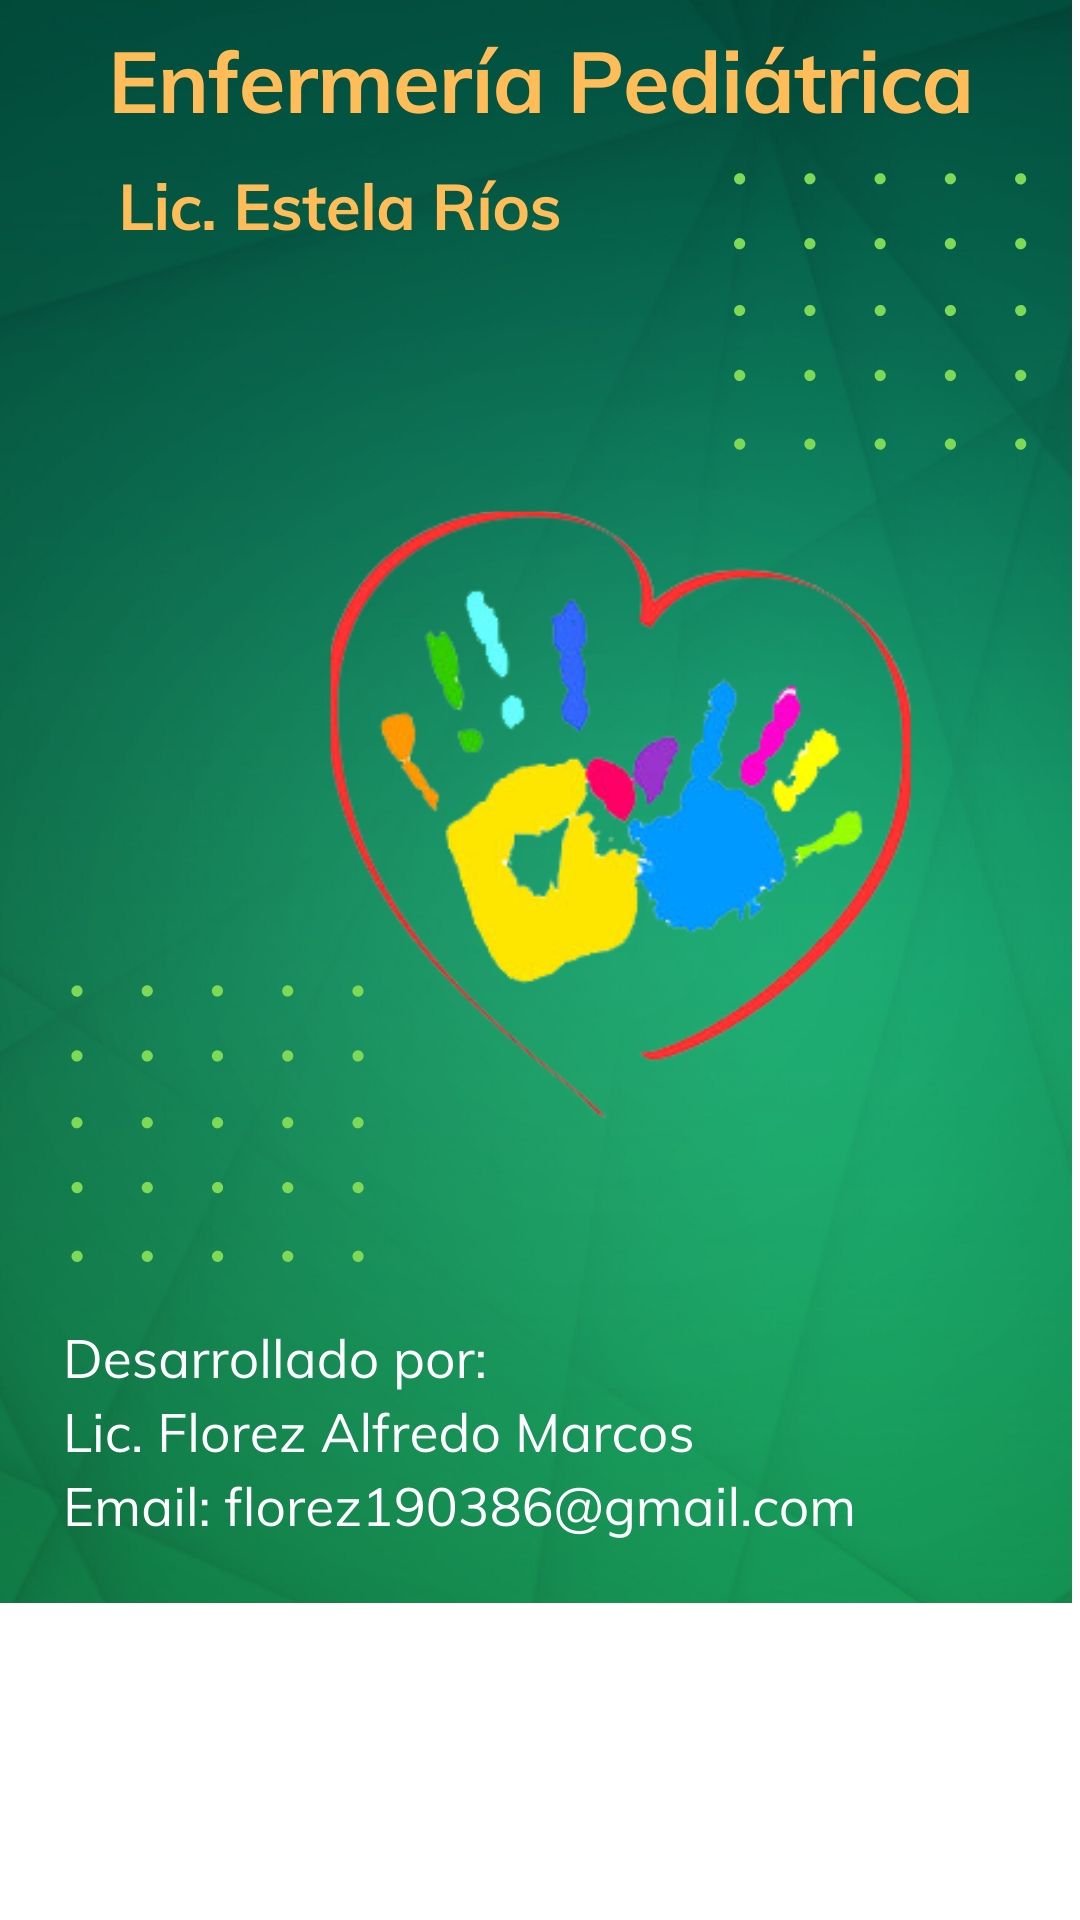 Enfermería Pediátrica
Lic. Estela Ríos
Desarrollado por:
Lic. Florez Alfredo Marcos
Email: florez190386@gmail.com